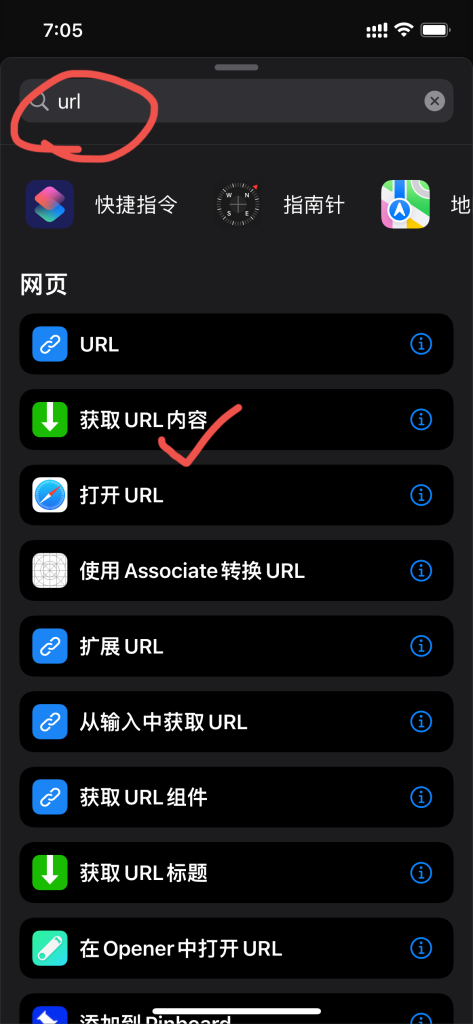 7:05
url
快捷指令 指南针 地
网页
URL
获取 URL 内容
打开 URL
使用 Associate 转换 URL
扩展 URL
从输入中获取 URL
获取 URL 组件
获取 URL 标题
在 Opener 中打开 URL
添加到 Pinboard